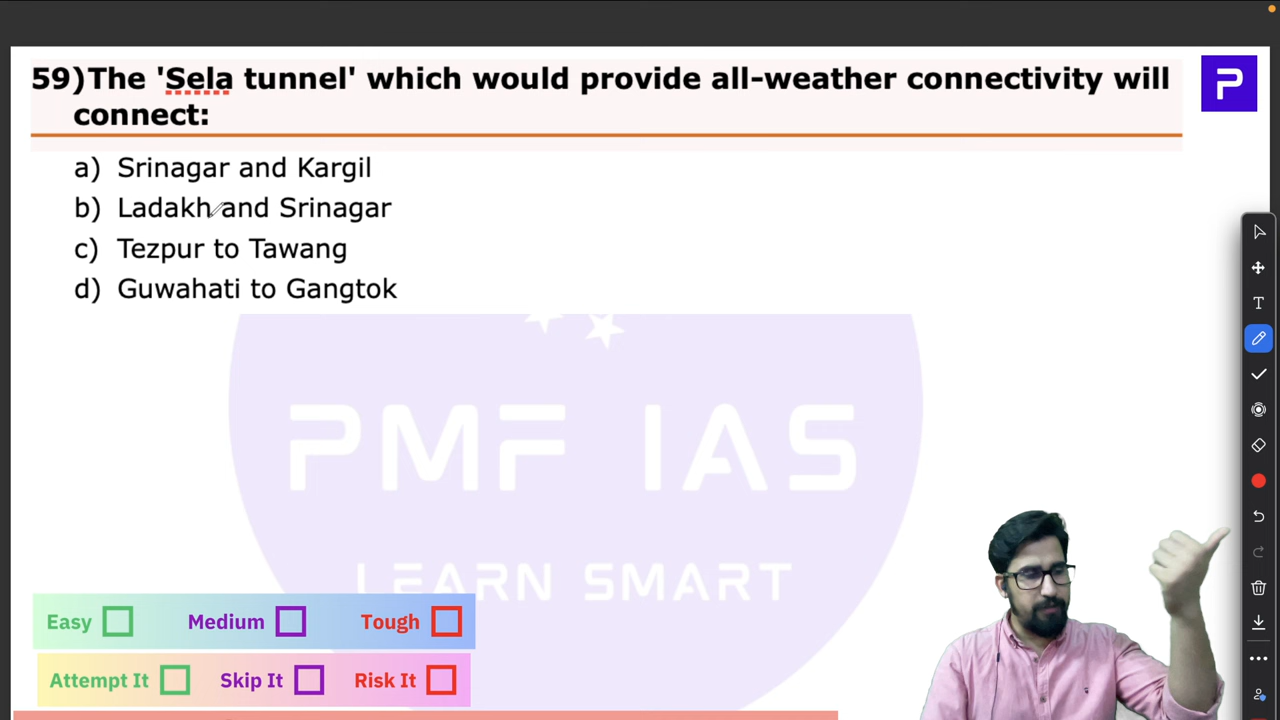 59)The 'Sela tunnel' which would provide all-weather connectivity will
connect:
a) Srinagar and Kargil
b) Ladakh and Srinagar
c) Tezpur to Tawang
d) Guwahati to Gangtok
PMF IAS
LEARN SMART
Easy Medium Tough
Attempt It Skip It Risk It